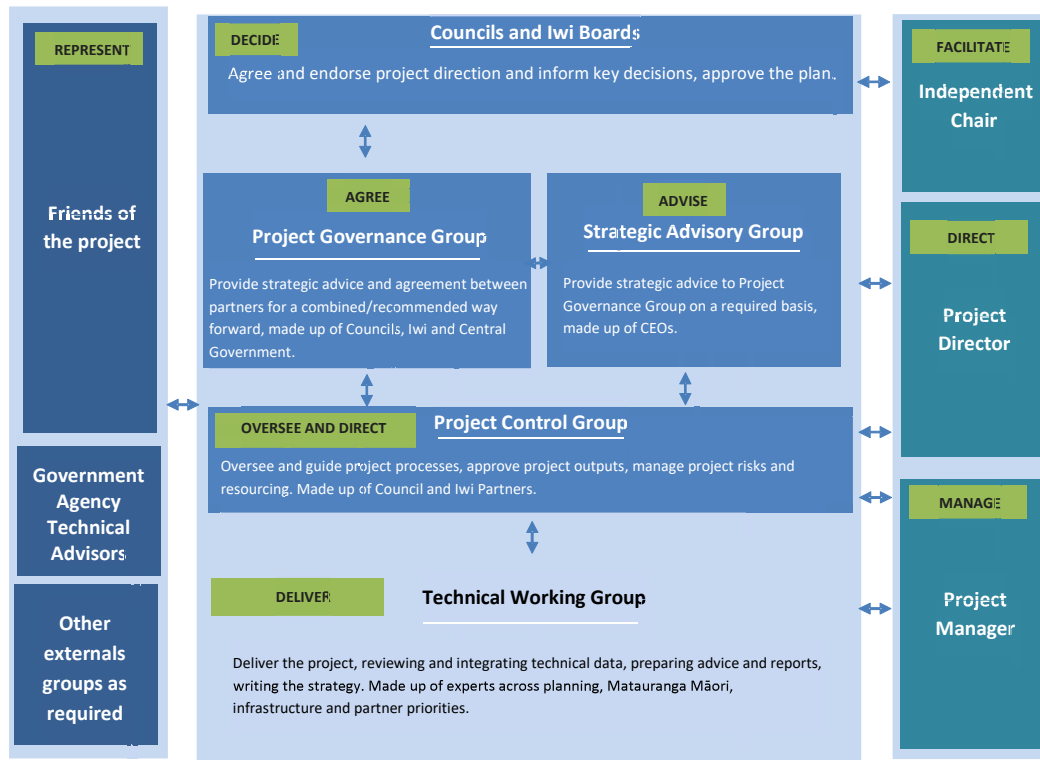 REPRESENT
Friends of
the project
Government
Agency
Technical
Advisors
Other
externals
groups as
required
DECIDE
Councils and Iwi Boards
Agree and endorse project direction and inform key decisions, approve the plan.
AGREE
Project Governance Group
Provide strategic advice and agreement between
partners for a combined/recommended way
forward, made up of Councils, Iwi and Central
Government.
ADVISE
Strategic Advisory Group
Provide strategic advice to Project
Governance Group on a required basis,
made up of CEOs.
OVERSEE AND DIRECT
Project Control Group
Oversee and guide project processes, approve project outputs, manage project risks and
resourcing. Made up of Council and Iwi Partners.
DELIVER
Technical Working Group
Deliver the project, reviewing and integrating technical data, preparing advice and reports,
writing the strategy. Made up of experts across planning, Matauranga Māori,
infrastructure and partner priorities.
FACILITATE
Independent
Chair
DIRECT
Project
Director
MANAGE
Project
Manager